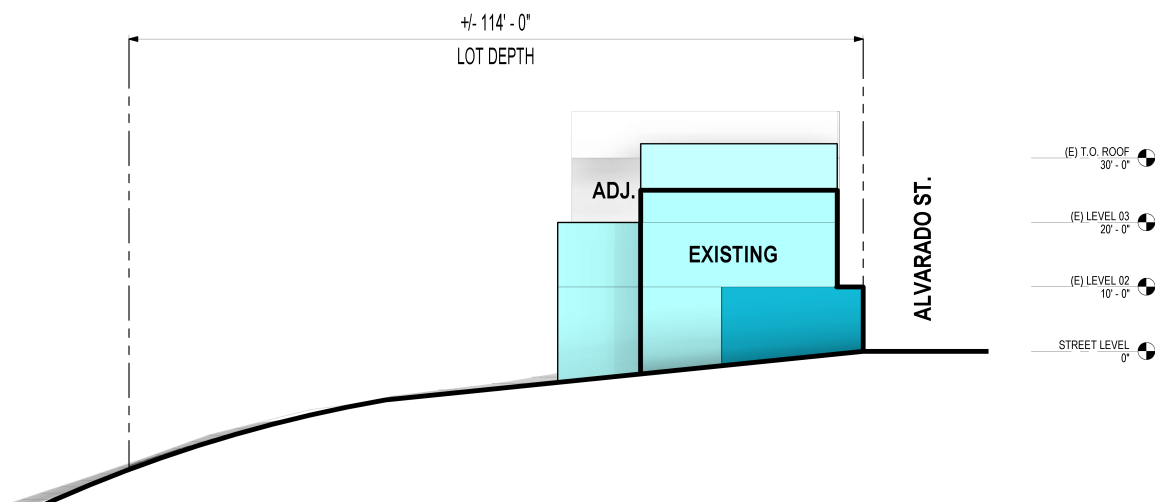 +/- 114' - 0"
LOT DEPTH
ADJ.
EXISTING
ALVARADO ST.
(E) T.O. ROOF
30' - 0"
(E) LEVEL 03
20' - 0"
(E) LEVEL 02
10' - 0"
STREET LEVEL
0"